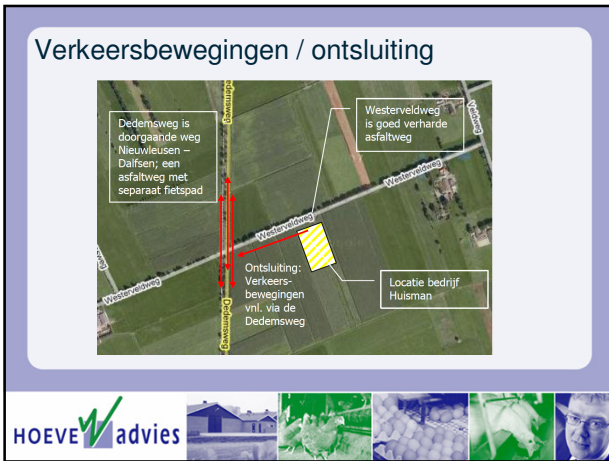 Verkeersbewegingen / ontsluiting
Dedemsweg
Dedemsweg is
doorgaande weg
Nieuwleusen –
Dalfsen; een
asfaltweg met
separaat fietspad
Westerveldweg
is goed verharde
asfaltweg
Veldweg
Westerveldweg
Westerveldweg
Westerveldweg
Ontsluiting:
Verkeers-
bewegingen
vnl. via de
Dedemsweg
Locatie bedrijf
Huisman
Dedemsweg
HOEVE advies